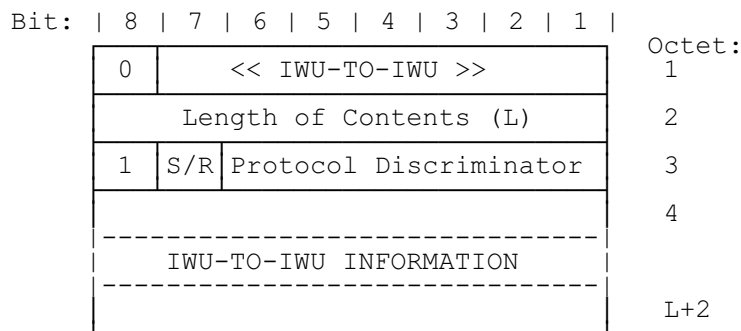 Bit: | 8 | 7 | 6 | 5 | 4 | 3 | 2 | 1 |
Octet:
0 << IWU-TO-IWU >> 1
Length of Contents (L) 2
1 S/R Protocol Discriminator 3
4
IWU-TO-IWU INFORMATION
L+2